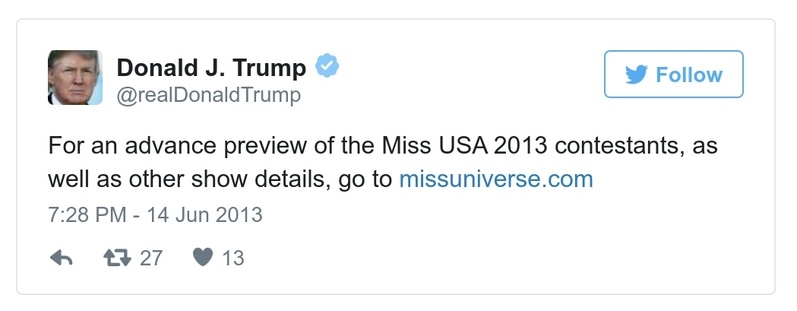 Donald J. Trump
@realDonaldTrump
Follow
For an advance preview of the Miss USA 2013 contestants, as
well as other show details, go to missuniverse.com
7:28 PM - 14 Jun 2013
27 13